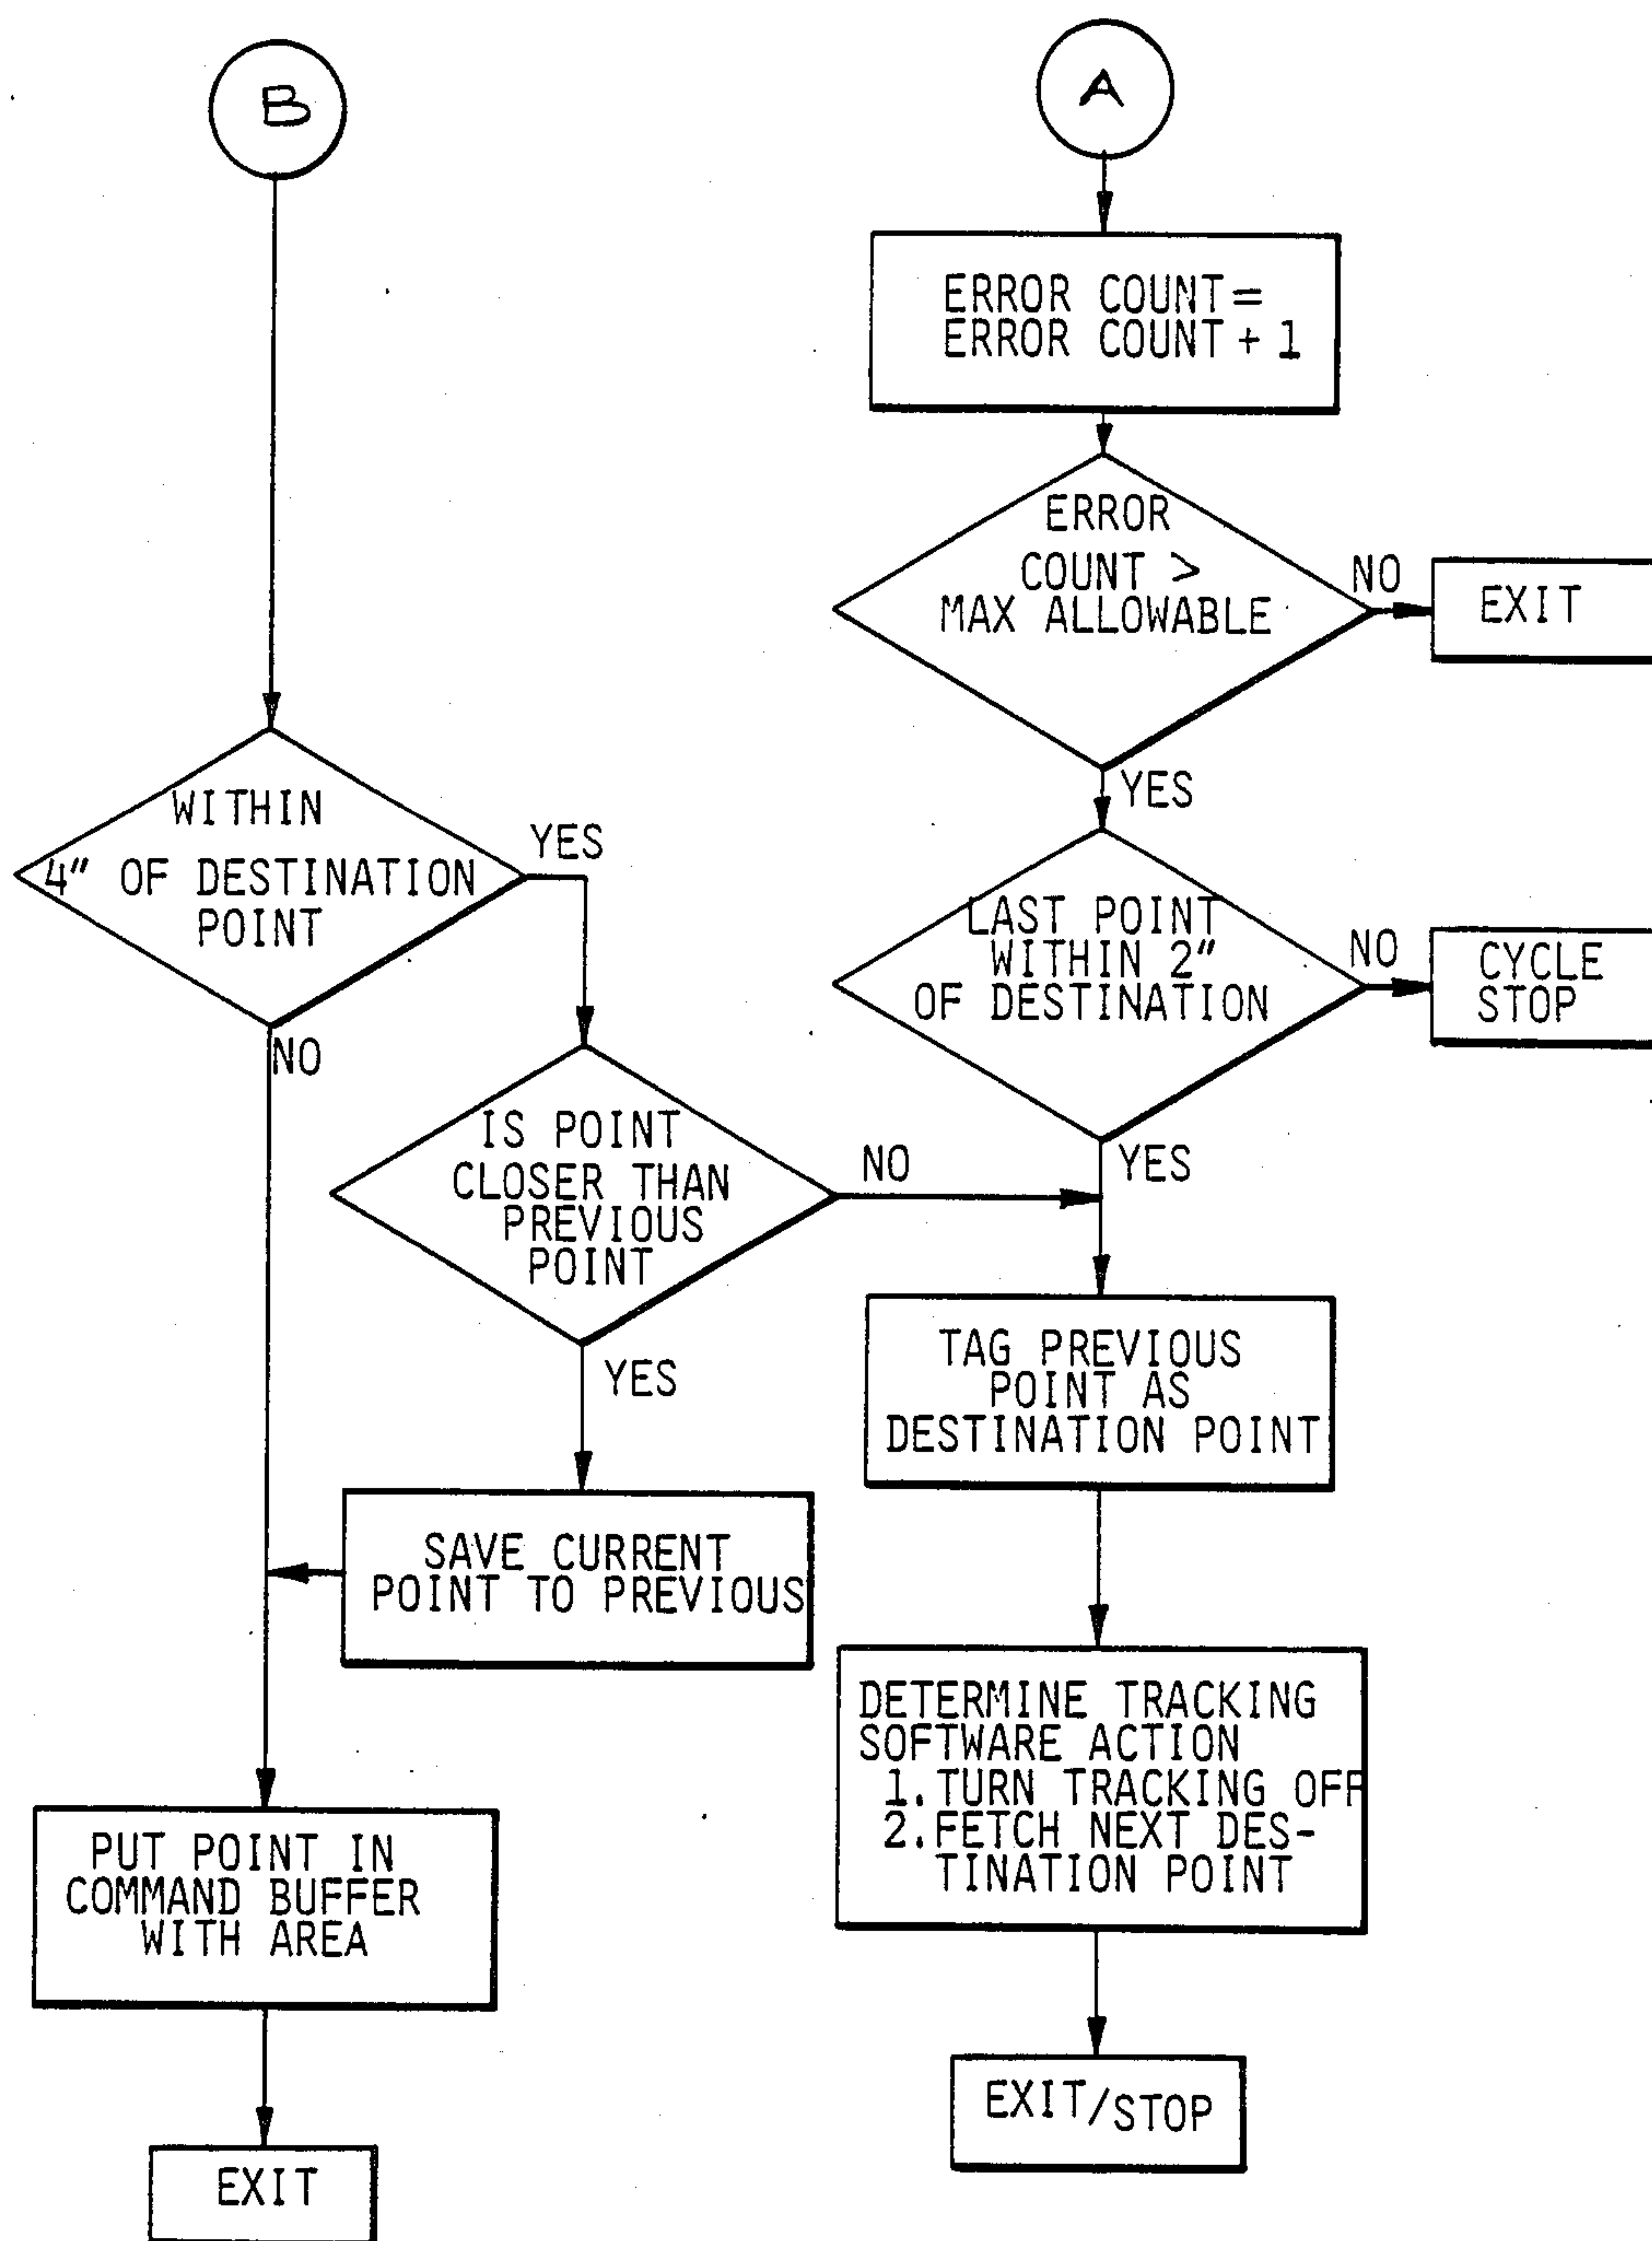 B
WITHIN
4" OF DESTINATION
POINT
YES
NO
IS POINT
CLOSER THAN
PREVIOUS
POINT
NO
YES
SAVE CURRENT
POINT TO PREVIOUS
PUT POINT IN
COMMAND BUFFER
WITH AREA
EXIT
A
ERROR COUNT=
ERROR COUNT + 1
ERROR
COUNT >
MAX ALLOWABLE
NO
EXIT
YES
LAST POINT
WITHIN 2"
OF DESTINATION
NO
CYCLE
STOP
YES
TAG PREVIOUS
POINT AS
DESTINATION POINT
DETERMINE TRACKING
SOFTWARE ACTION
1. TURN TRACKING OFF
2. FETCH NEXT DES-
TINATION POINT
EXIT/STOP